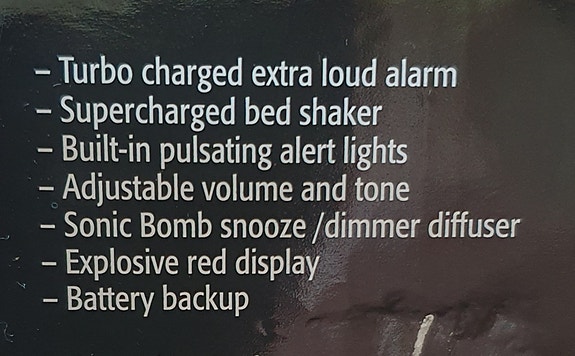 – Turbo charged extra loud alarm
– Supercharged bed shaker
– Built-in pulsating alert lights
– Adjustable volume and tone
– Sonic Bomb snooze /dimmer diffuser
– Explosive red display
– Battery backup